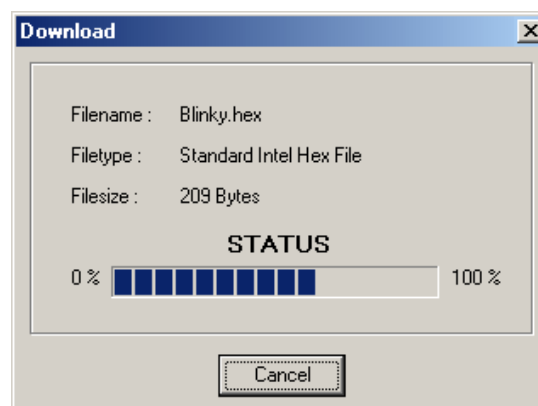 Download
Filename : Blinky.hex
Filetype : Standard Intel Hex File
Filesize : 209 Bytes
STATUS
0 % 100 %
Cancel